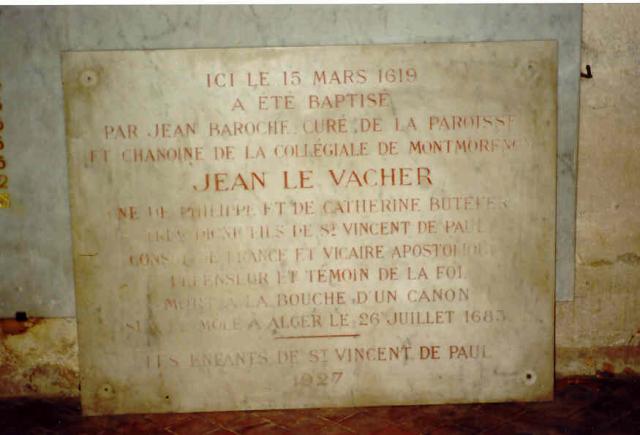 ICI LE 15 MARS 1619
A ÉTÉ BAPTISÉ
PAR JEAN BAROCHE CURÉ DE LA PAROISSE
ET CHANOINE DE LA COLLÉGIALE DE MONTMORENCY
JEAN LE VACHER
NÉ DE PHILIPPE ET DE CATHERINE BUTEFER
TRÈS DIGNE FILS DE ST VINCENT DE PAUL
CONSUL DE FRANCE ET VICAIRE APOSTOLIQUE
DÉFENSEUR ET TÉMOIN DE LA FOI
MORT A LA BOUCHE D'UN CANON
A ALGER LE 26 JUILLET 1683
LES ENFANTS DE ST VINCENT DE PAUL
1927